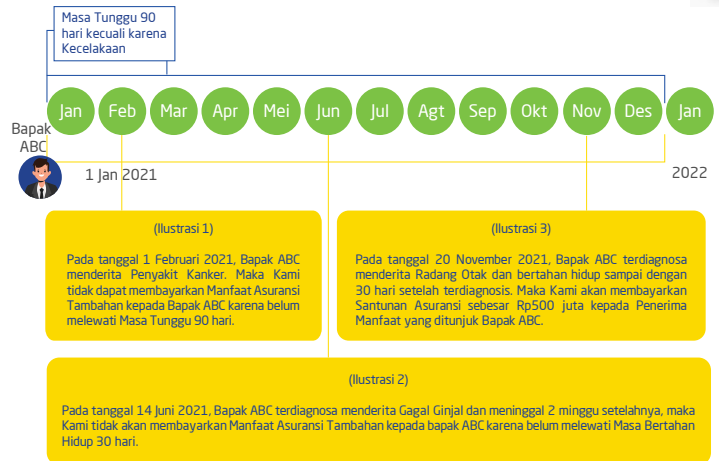 Masa Tunggu 90
hari kecuali karena
Kecelakaan
Jan Feb Mar Apr Mei Jun Jul Agt Sep Okt Nov Des Jan
Bapak
ABC
1 Jan 2021
2022
(Ilustrasi 1)
Pada tanggal 1 Februari 2021, Bapak ABC
menderita Penyakit Kanker. Maka Kami
tidak dapat membayarkan Manfaat Asuransi
Tambahan kepada Bapak ABC karena belum
melewati Masa Tunggu 90 hari.
(Ilustrasi 3)
Pada tanggal 20 November 2021, Bapak ABC terdiagnosa
menderita Radang Otak dan bertahan hidup sampai dengan
30 hari setelah terdiagnosis. Maka Kami akan membayarkan
Santunan Asuransi sebesar Rp500 juta kepada Penerima
Manfaat yang ditunjuk Bapak ABC.
(Ilustrasi 2)
Pada tanggal 14 Juni 2021, Bapak ABC terdiagnosa menderita Gagal Ginjal dan meninggal 2 minggu setelahnya, maka
Kami tidak akan membayarkan Manfaat Asuransi Tambahan kepada bapak ABC karena belum melewati Masa Bertahan
Hidup 30 hari.